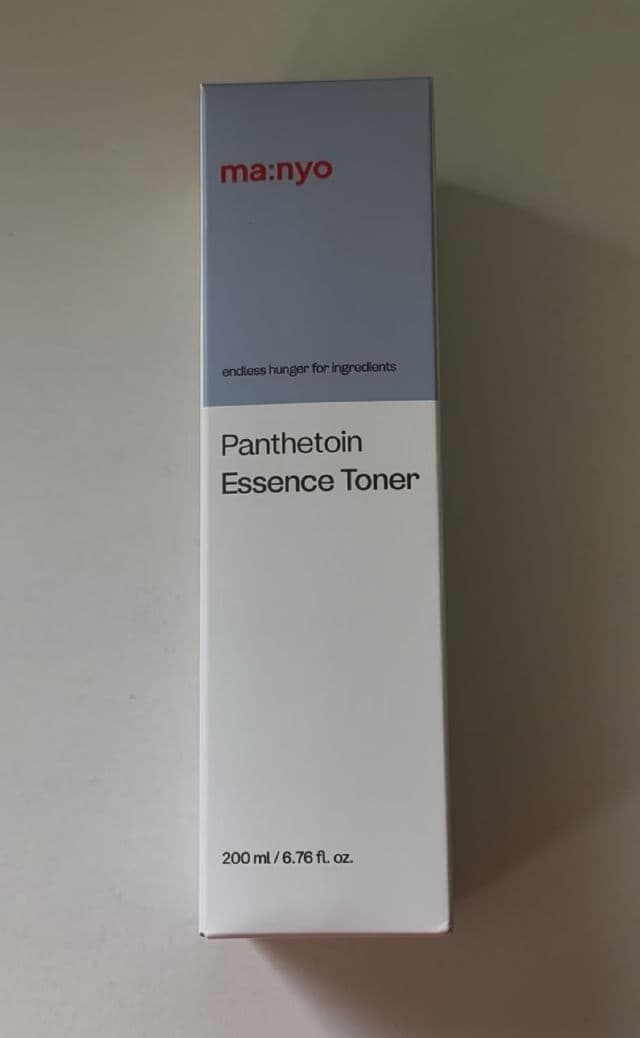 ma:nyo
endless hunger for ingredients
Panthetoin
Essence Toner
200 ml / 6.76 fl. oz.